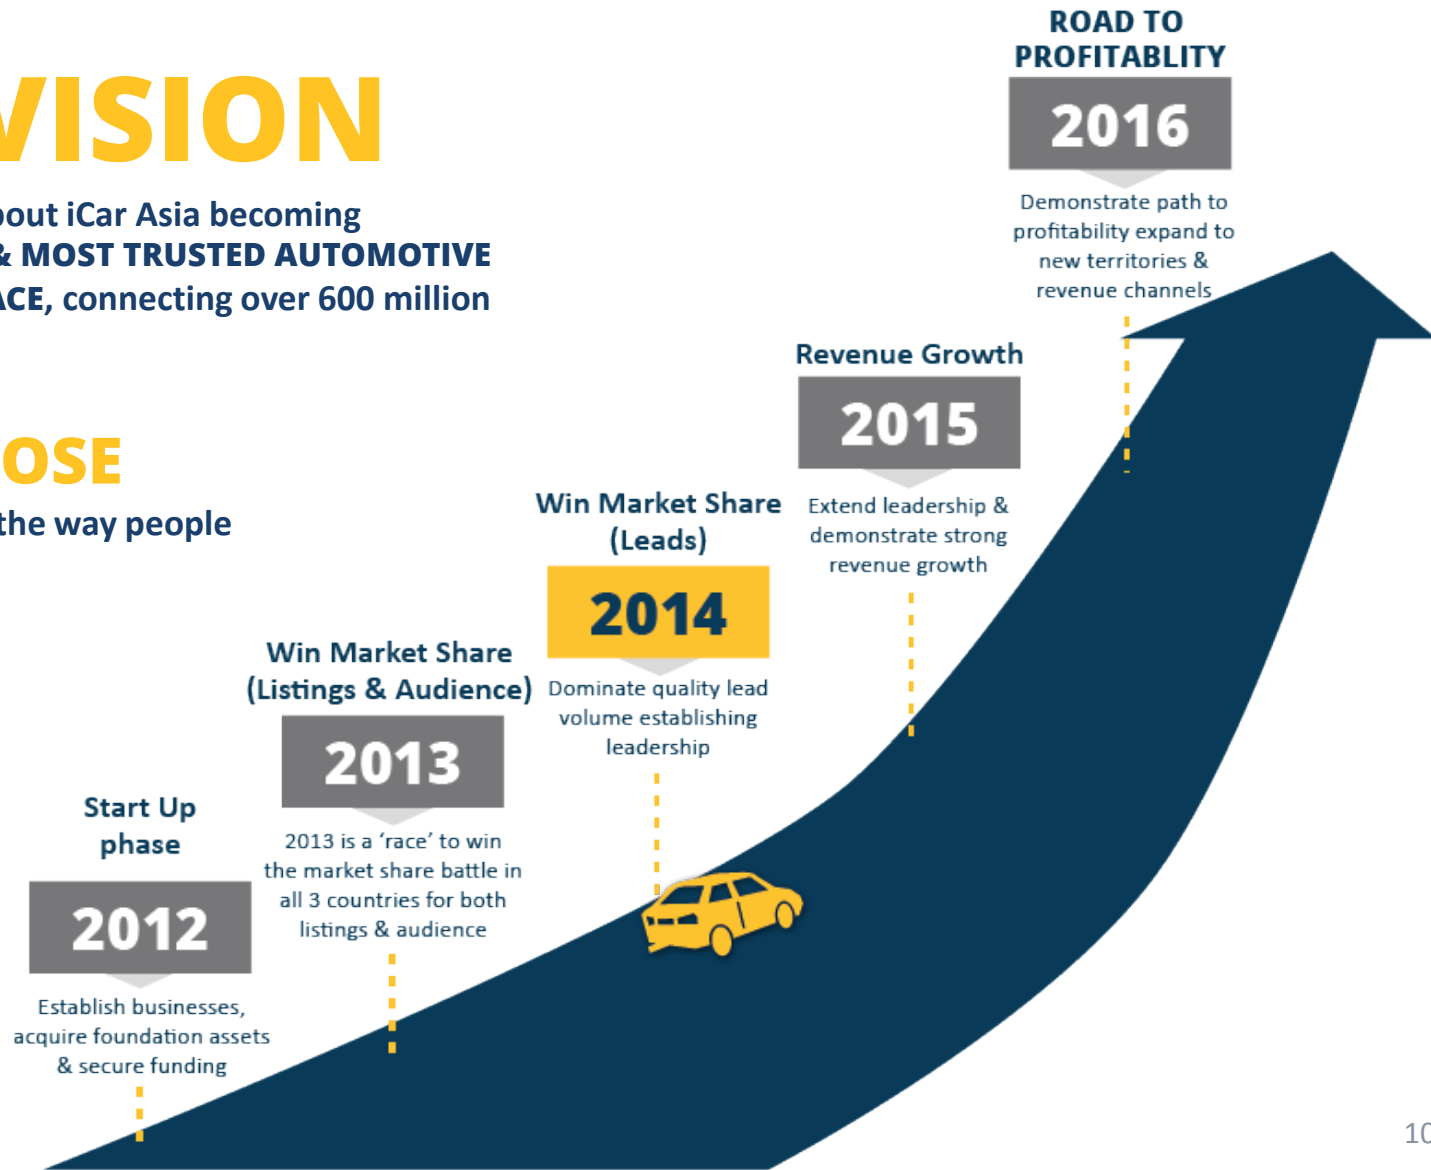 VISION
bout iCar Asia becoming
& MOST TRUSTED AUTOMOTIVE
ACE, connecting over 600 million
OSE
the way people
ROAD TO
PROFITABLITY
2016
Demonstrate path to
profitability expand to
new territories &
revenue channels
Revenue Growth
2015
Extend leadership &
demonstrate strong
revenue growth
Win Market Share
(Leads)
2014
Dominate quality lead
volume establishing
leadership
Win Market Share
(Listings & Audience)
2013
2013 is a ‘race’ to win
the market share battle in
all 3 countries for both
listings & audience
Start Up
phase
2012
Establish businesses,
acquire foundation assets
& secure funding
10